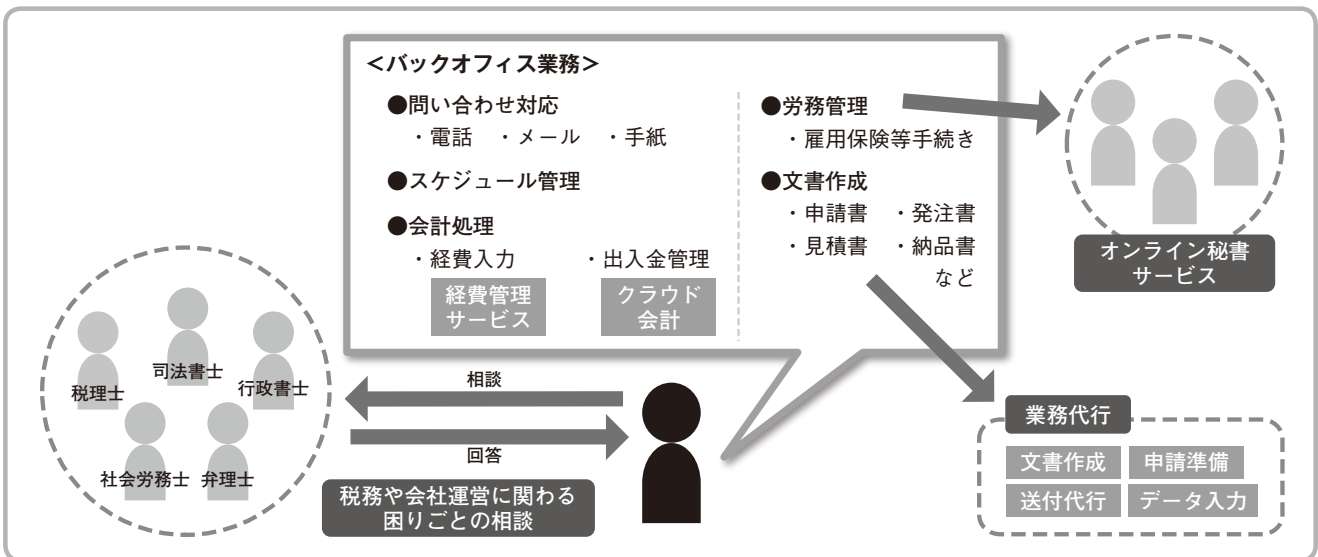 <バックオフィス業務>
●問い合わせ対応
・電話 ・メール ・手紙
●スケジュール管理
●会計処理
・経費入力 ・出入金管理
経費管理
サービス
クラウド
会計
●労務管理
・雇用保険等手続き
●文書作成
・申請書 ・発注書
・見積書 ・納品書
など
オンライン秘書
サービス
税理士
司法書士
行政書士
社会労務士
弁理士
相談
回答
税務や会社運営に関わる
困りごとの相談
業務代行
文書作成 申請準備
送付代行 データ入力